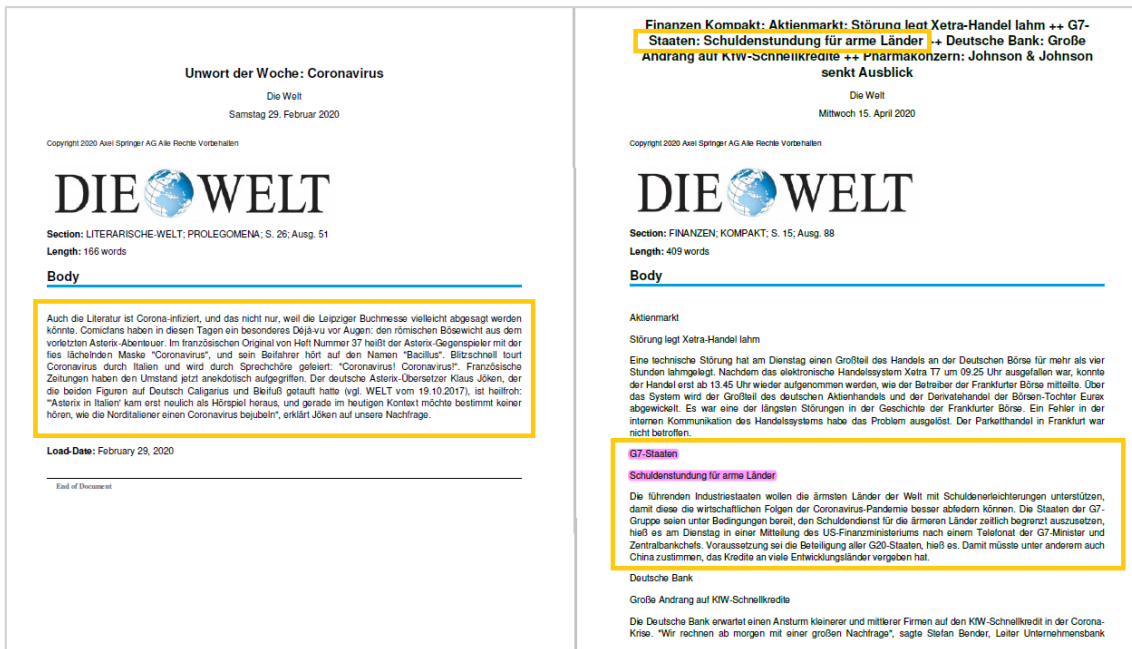 Unwort der Woche: Coronavirus
Die Welt
Samstag 29. Februar 2020
Copyright 2020 Axel Springer AG Alle Rechte Vorbehalten
DIE WELT
Section: LITERARISCHE-WELT; PROLEGOMENA; S. 26; Ausg. 51
Length: 166 words
Body
Auch die Literatur ist Corona-infiziert, und das nicht nur, weil die Leipziger Buchmesse vielleicht abgesagt werden
könnte. Comicfans haben in diesen Tagen ein besonderes Déjà-vu vor Augen: den römischen Bösewicht aus dem
vorletzten Asterix-Abenteuer. Im französischen Original von Heft Nummer 37 heißt der Asterix-Gegenspieler mit der
fies lächelnden Maske "Coronavirus", und sein Beifahrer hört auf den Namen "Bacillus". Blitzschnell tourt
Coronavirus durch Italien und wird durch Sprechchöre gefeiert: "Coronavirus! Coronavirus!". Französische
Zeitungen haben den Umstand jetzt anekdotisch aufgegriffen. Der deutsche Asterix-Übersetzer Klaus Jöken, der
die beiden Figuren auf Deutsch Caligarius und Bleifuß getauft hatte (vgl. WELT vom 19.10.2017), ist heilfroh:
"'Asterix in Italien' kam erst neulich als Hörspiel heraus, und gerade im heutigen Kontext möchte bestimmt keiner
hören, wie die Norditaliener einen Coronavirus bejubeln", erklärt Jöken auf unsere Nachfrage.
Load-Date: February 29, 2020
End of Document
Finanzen Kompakt: Aktienmarkt: Störung legt Xetra-Handel lahm ++ G7-
Staaten: Schuldenstundung für arme Länder ++ Deutsche Bank: Große
Andrang auf KfW-Schnellkredite ++ Pharmakonzern: Johnson & Johnson
senkt Ausblick
Die Welt
Mittwoch 15. April 2020
Copyright 2020 Axel Springer AG Alle Rechte Vorbehalten
DIE WELT
Section: FINANZEN; KOMPAKT; S. 15; Ausg. 88
Length: 409 words
Body
Aktienmarkt
Störung legt Xetra-Handel lahm
Eine technische Störung hat am Dienstag einen Großteil des Handels an der Deutschen Börse für mehr als vier
Stunden lahmgelegt. Nachdem das elektronische Handelssystem Xetra T7 um 09.25 Uhr ausgefallen war, konnte
der Handel erst ab 13.45 Uhr wieder aufgenommen werden, wie der Betreiber der Frankfurter Börse mitteilte. Über
das System wird der Großteil des deutschen Aktienhandels und der Derivatehandel der Börsen-Tochter Eurex
abgewickelt. Es war eine der längsten Störungen in der Geschichte der Frankfurter Börse. Ein Fehler in der
internen Kommunikation des Handelssystems habe das Problem ausgelöst. Der Parketthandel in Frankfurt war
nicht betroffen.
G7-Staaten
Schuldenstundung für arme Länder
Die führenden Industriestaaten wollen die ärmsten Länder der Welt mit Schuldenerleichterungen unterstützen,
damit diese die wirtschaftlichen Folgen der Coronavirus-Pandemie besser abfedern können. Die Staaten der G7-
Gruppe seien unter Bedingungen bereit, den Schuldendienst für die ärmeren Länder zeitlich begrenzt auszusetzen,
hieß es am Dienstag in einer Mitteilung des US-Finanzministeriums nach einem Telefonat der G7-Minister und
Zentralbankchefs. Voraussetzung sei die Beteiligung aller G20-Staaten, hieß es. Damit müsste unter anderem auch
China zustimmen, das Kredite an viele Entwicklungsländer vergeben hat.
Deutsche Bank
Große Andrang auf KfW-Schnellkredite
Die Deutsche Bank erwartet einen Ansturm kleinerer und mittlerer Firmen auf den KfW-Schnellkredit in der Corona-
Krise. "Wir rechnen ab morgen mit einer großen Nachfrage", sagte Stefan Bender, Leiter Unternehmensbank